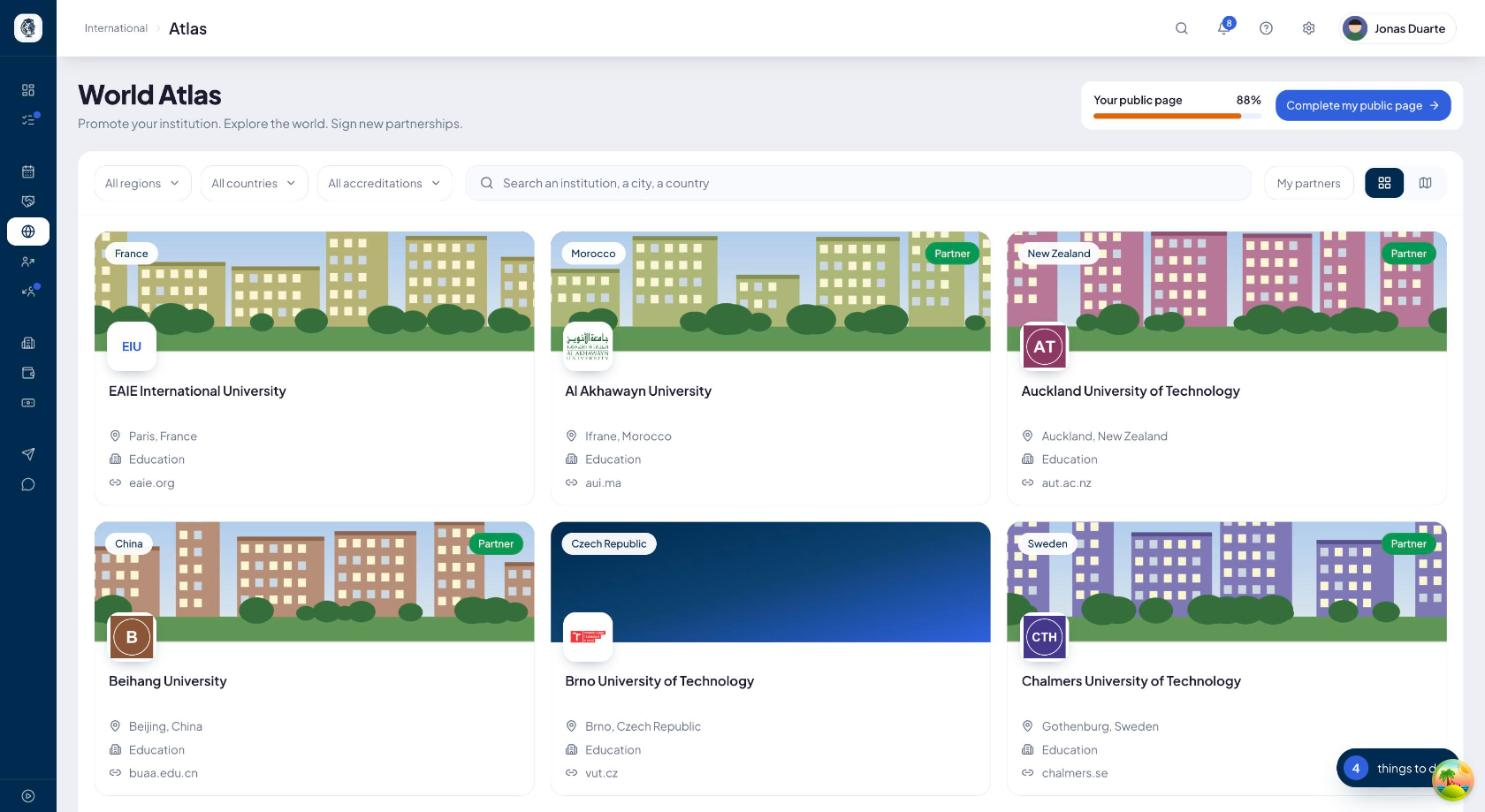 International
Atlas
8
Jonas Duarte
World Atlas
Promote your institution. Explore the world. Sign new partnerships.
Your public page
88%
Complete my public page
All regions
All countries
All accreditations
Search an institution, a city, a country
My partners
France
EIU
EAIE International University
Paris, France
Education
eaie.org
Morocco
Partner
AL AKHAWAYN
UNIVERSITY
Al Akhawayn University
Ifrane, Morocco
Education
aui.ma
New Zealand
Partner
AT
Auckland University of Technology
Auckland, New Zealand
Education
aut.ac.nz
China
Partner
B
Beihang University
Beijing, China
Education
buaa.edu.cn
Czech Republic
Brno University of Technology
Brno, Czech Republic
Education
vut.cz
Sweden
Partner
CTH
Chalmers University of Technology
Gothenburg, Sweden
Education
chalmers.se
4
things to d